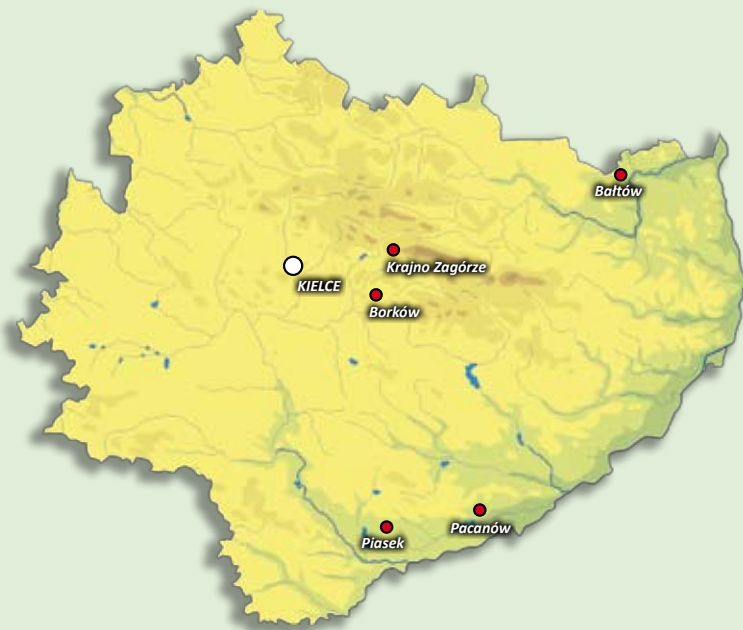 Bałtów
Krajno Zagórze
KIELCE
Borków
Pacanów
Piasek